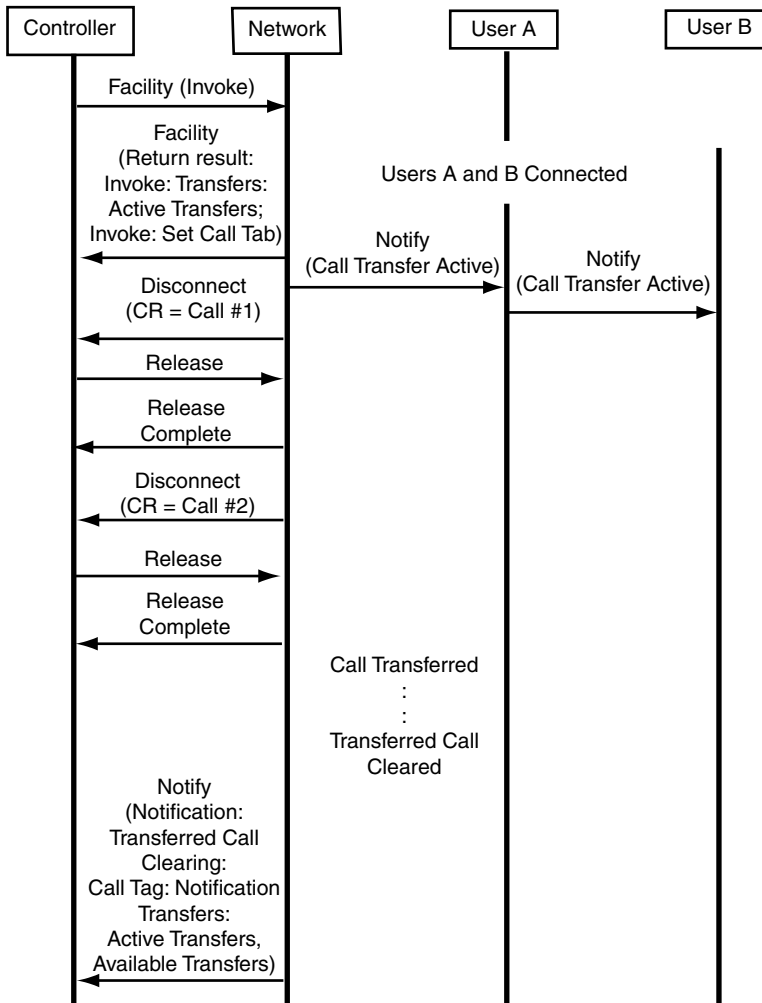 Controller
Network
User A
User B
Facility (Invoke)
Facility
(Return result:
Invoke: Transfers:
Active Transfers;
Invoke: Set Call Tab)
Users A and B Connected
Notify
(Call Transfer Active)
Notify
(Call Transfer Active)
Disconnect
(CR = Call #1)
Release
Release
Complete
Disconnect
(CR = Call #2)
Release
Release
Complete
Call Transferred
:
:
Transferred Call
Cleared
Notify
(Notification:
Transferred Call
Clearing:
Call Tag: Notification
Transfers:
Active Transfers,
Available Transfers)